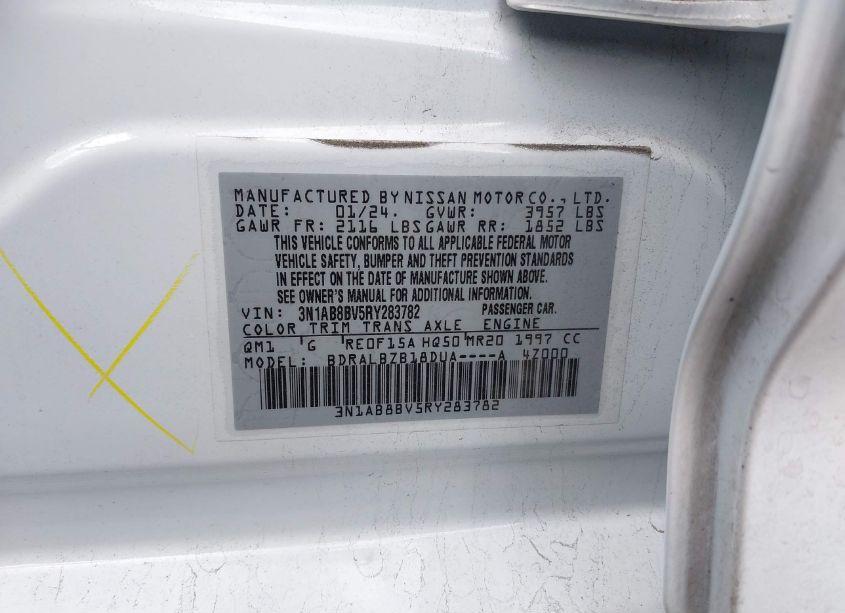 MANUFACTURED BY NISSAN MOTOR CO., LTD.
DATE: 01/24. GVWR: 3957 LBS
GAWR FR: 2116 LBS GAWR RR: 1852 LBS
THIS VEHICLE CONFORMS TO ALL APPLICABLE FEDERAL MOTOR
VEHICLE SAFETY, BUMPER AND THEFT PREVENTION STANDARDS
IN EFFECT ON THE DATE OF MANUFACTURE SHOWN ABOVE.
SEE OWNER'S MANUAL FOR ADDITIONAL INFORMATION.
VIN: 3N1AB8BV5RY283782 PASSENGER CAR.
COLOR TRIM TRANS AXLE ENGINE
QM1 G RE0F15A HQ50 MR20 1997 CC
MODEL: BDRALBZB18DUA----A 4Z000
3N1AB8BV5RY283782